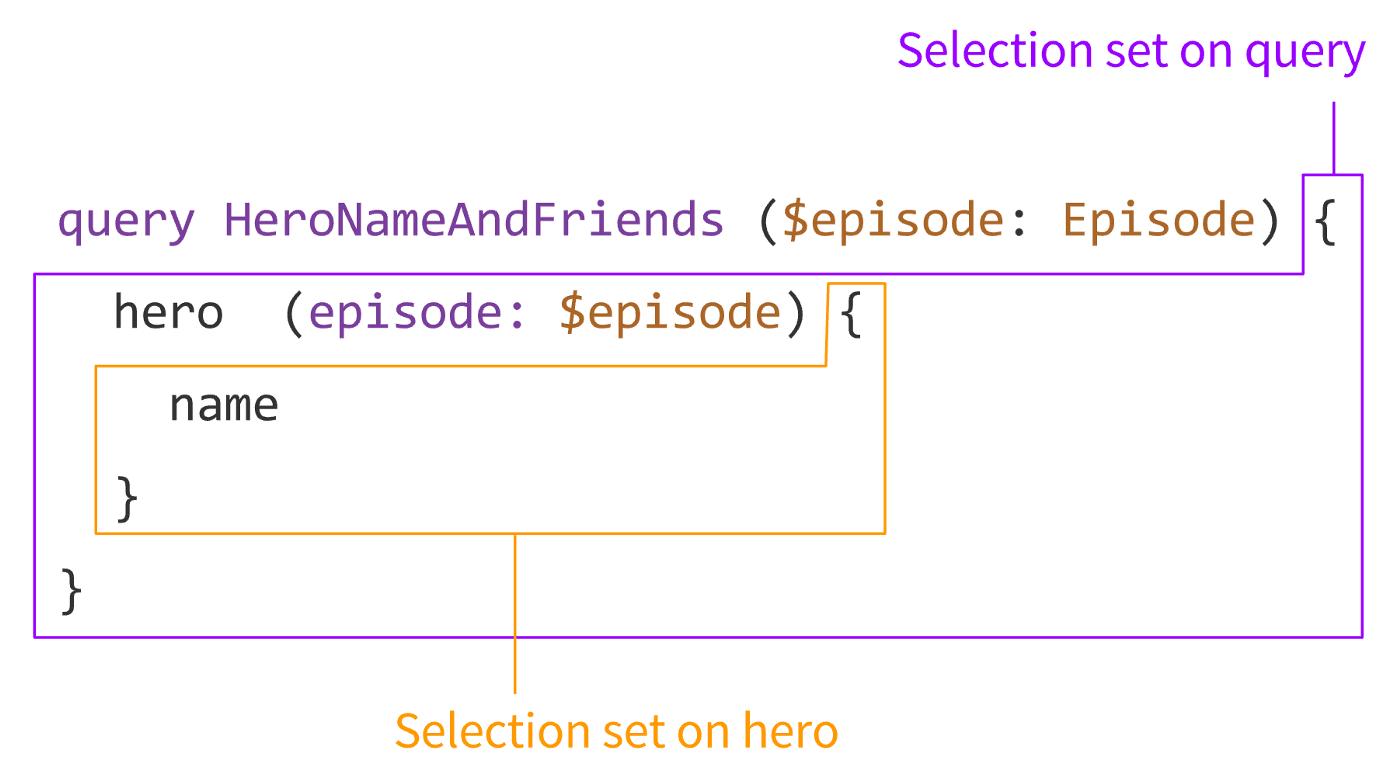 Selection set on query
query HeroNameAndFriends ($episode: Episode) {
hero (episode: $episode) {
name
}
}
Selection set on hero